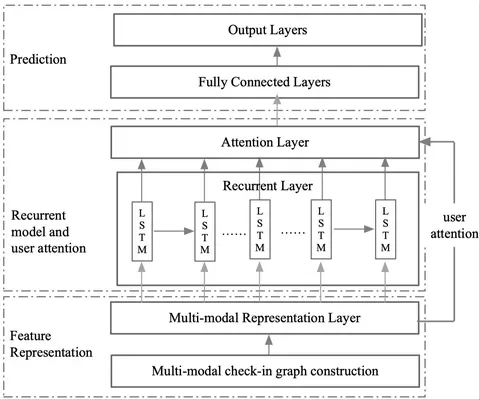 Output Layers
Prediction
Fully Connected Layers
Attention Layer
Recurrent Layer
LSTM
LSTM
......
LSTM
......
LSTM
LSTM
Recurrent
model and
user attention
user
attention
Multi-modal Representation Layer
Feature
Representation
Multi-modal check-in graph construction